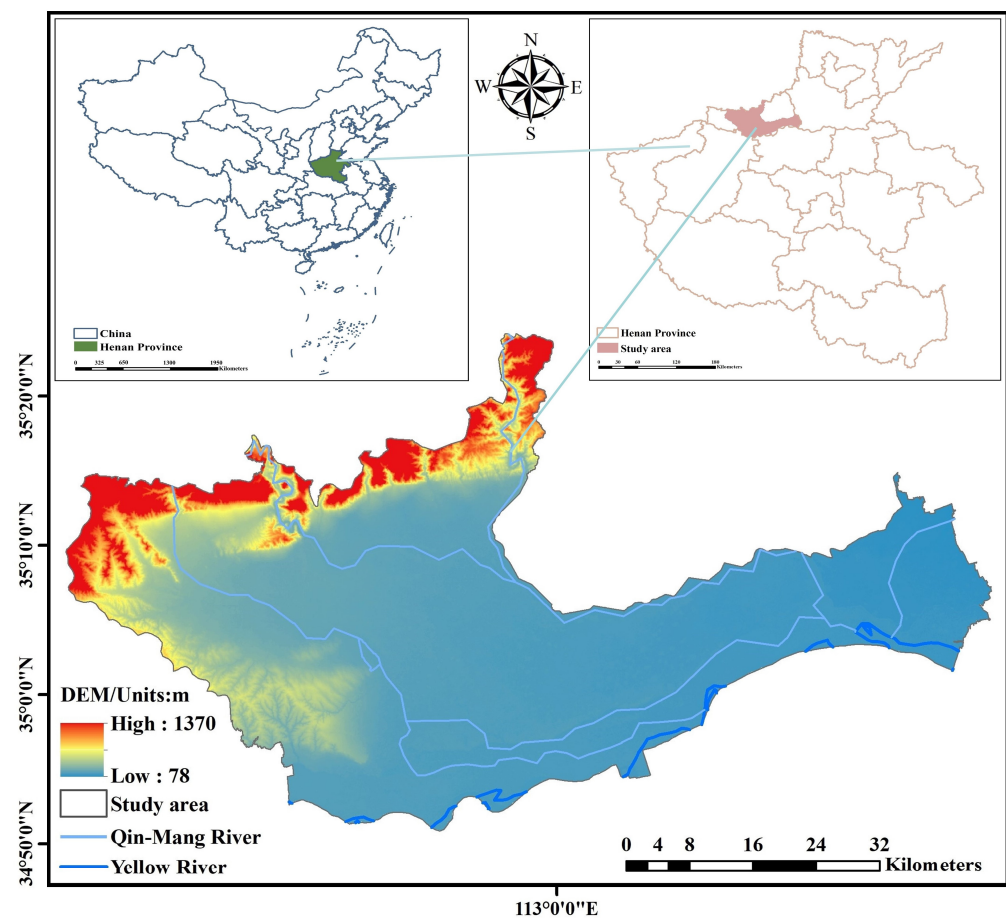 N
W E
S
China
Henan Province
0 325 650 1300 1950
Kilometers
Henan Province
Study area
0 30 60 120 180
Kilometers
35°20'0"N
35°10'0"N
35°0'0"N
34°50'0"N
DEM/Units:m
High : 1370
Low : 78
Study area
Qin-Mang River
Yellow River
0 4 8 16 24 32
Kilometers
113°0'0"E